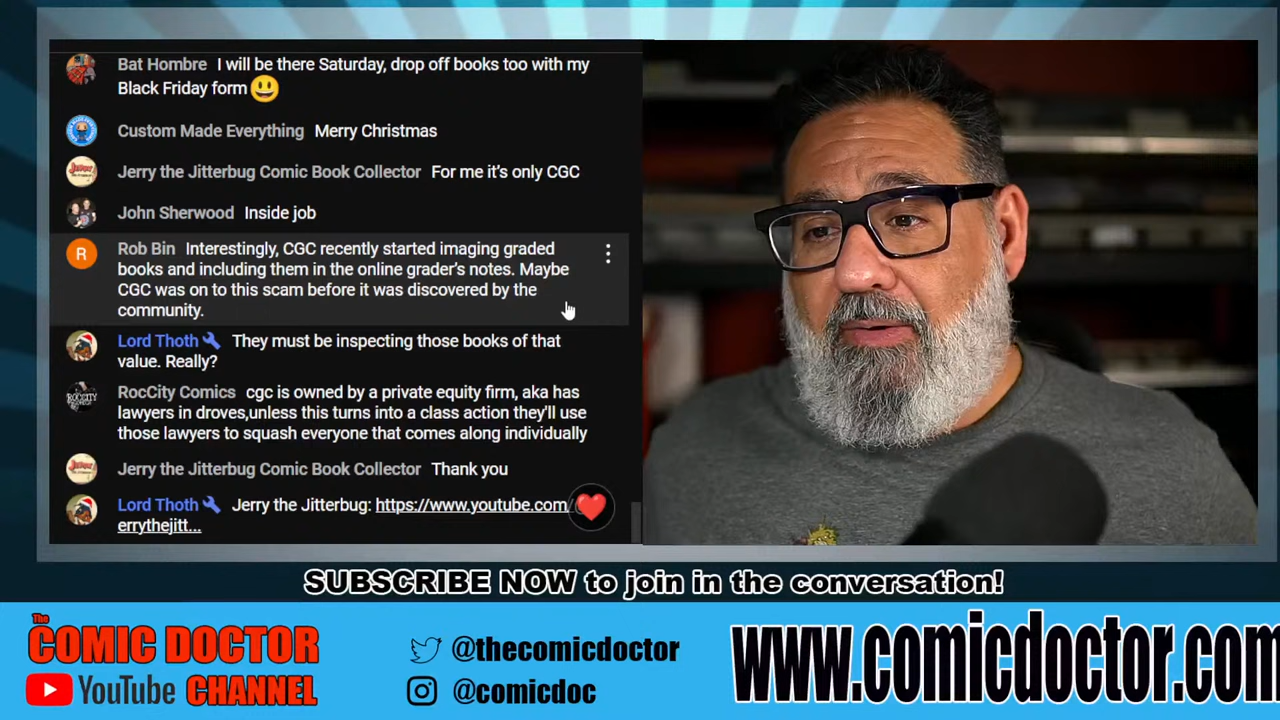 Bat Hombre I will be there Saturday, drop off books too with my
Black Friday form
Custom Made Everything Merry Christmas
Jerry the Jitterbug Comic Book Collector For me it's only CGC
John Sherwood Inside job
R Rob Bin Interestingly, CGC recently started imaging graded
books and including them in the online grader's notes. Maybe
CGC was on to this scam before it was discovered by the
community.
Lord Thoth They must be inspecting those books of that
value. Really?
RocCity Comics cgc is owned by a private equity firm, aka has
lawyers in droves,unless this turns into a class action they'll use
those lawyers to squash everyone that comes along individually
Jerry the Jitterbug Comic Book Collector Thank you
Lord Thoth Jerry the Jitterbug: https://www.youtube.com/
errythejitt...
SUBSCRIBE NOW to join in the conversation!
The
COMIC DOCTOR
YouTube CHANNEL
@thecomicdoctor
@comicdoc
www.comicdoctor.com